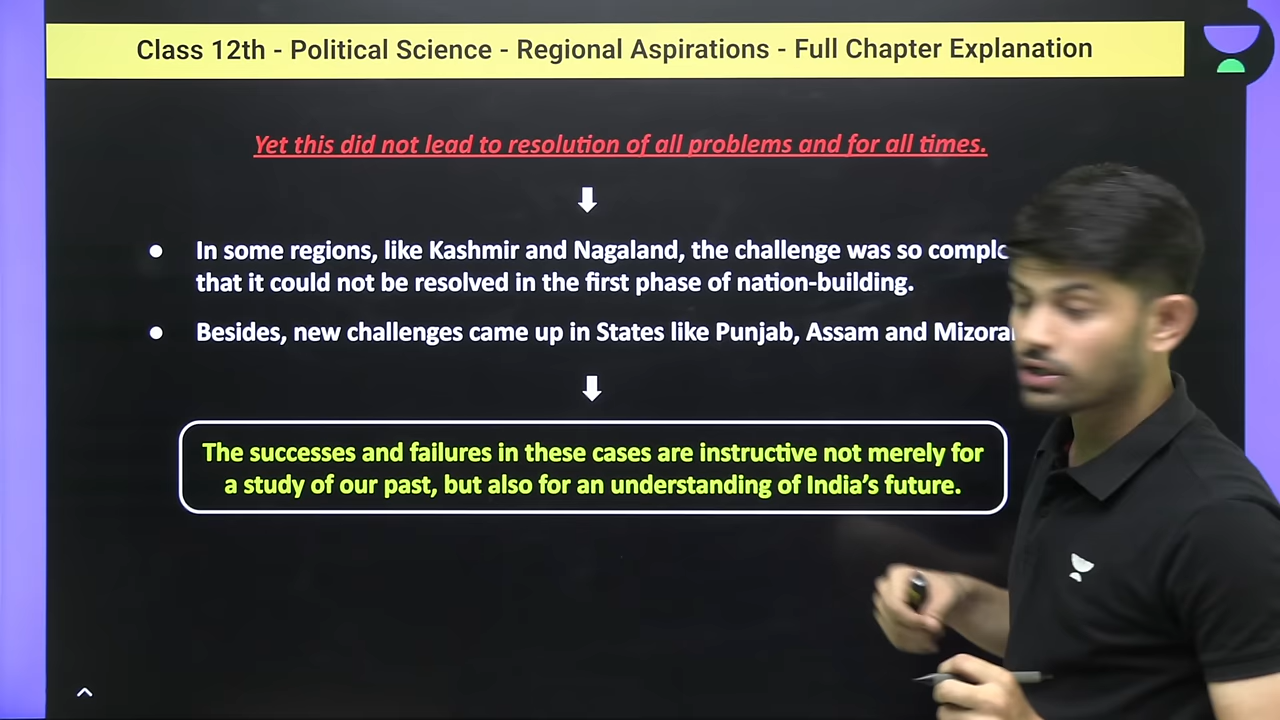 Class 12th - Political Science - Regional Aspirations - Full Chapter Explanation
Yet this did not lead to resolution of all problems and for all times.
In some regions, like Kashmir and Nagaland, the challenge was so
that it could not be resolved in the first phase of nation-building.
Besides, new challenges came up in States like Punjab, Assam and
The successes and failures in these cases are instructive not merely for
a study of our past, but also for an understanding of India's future.